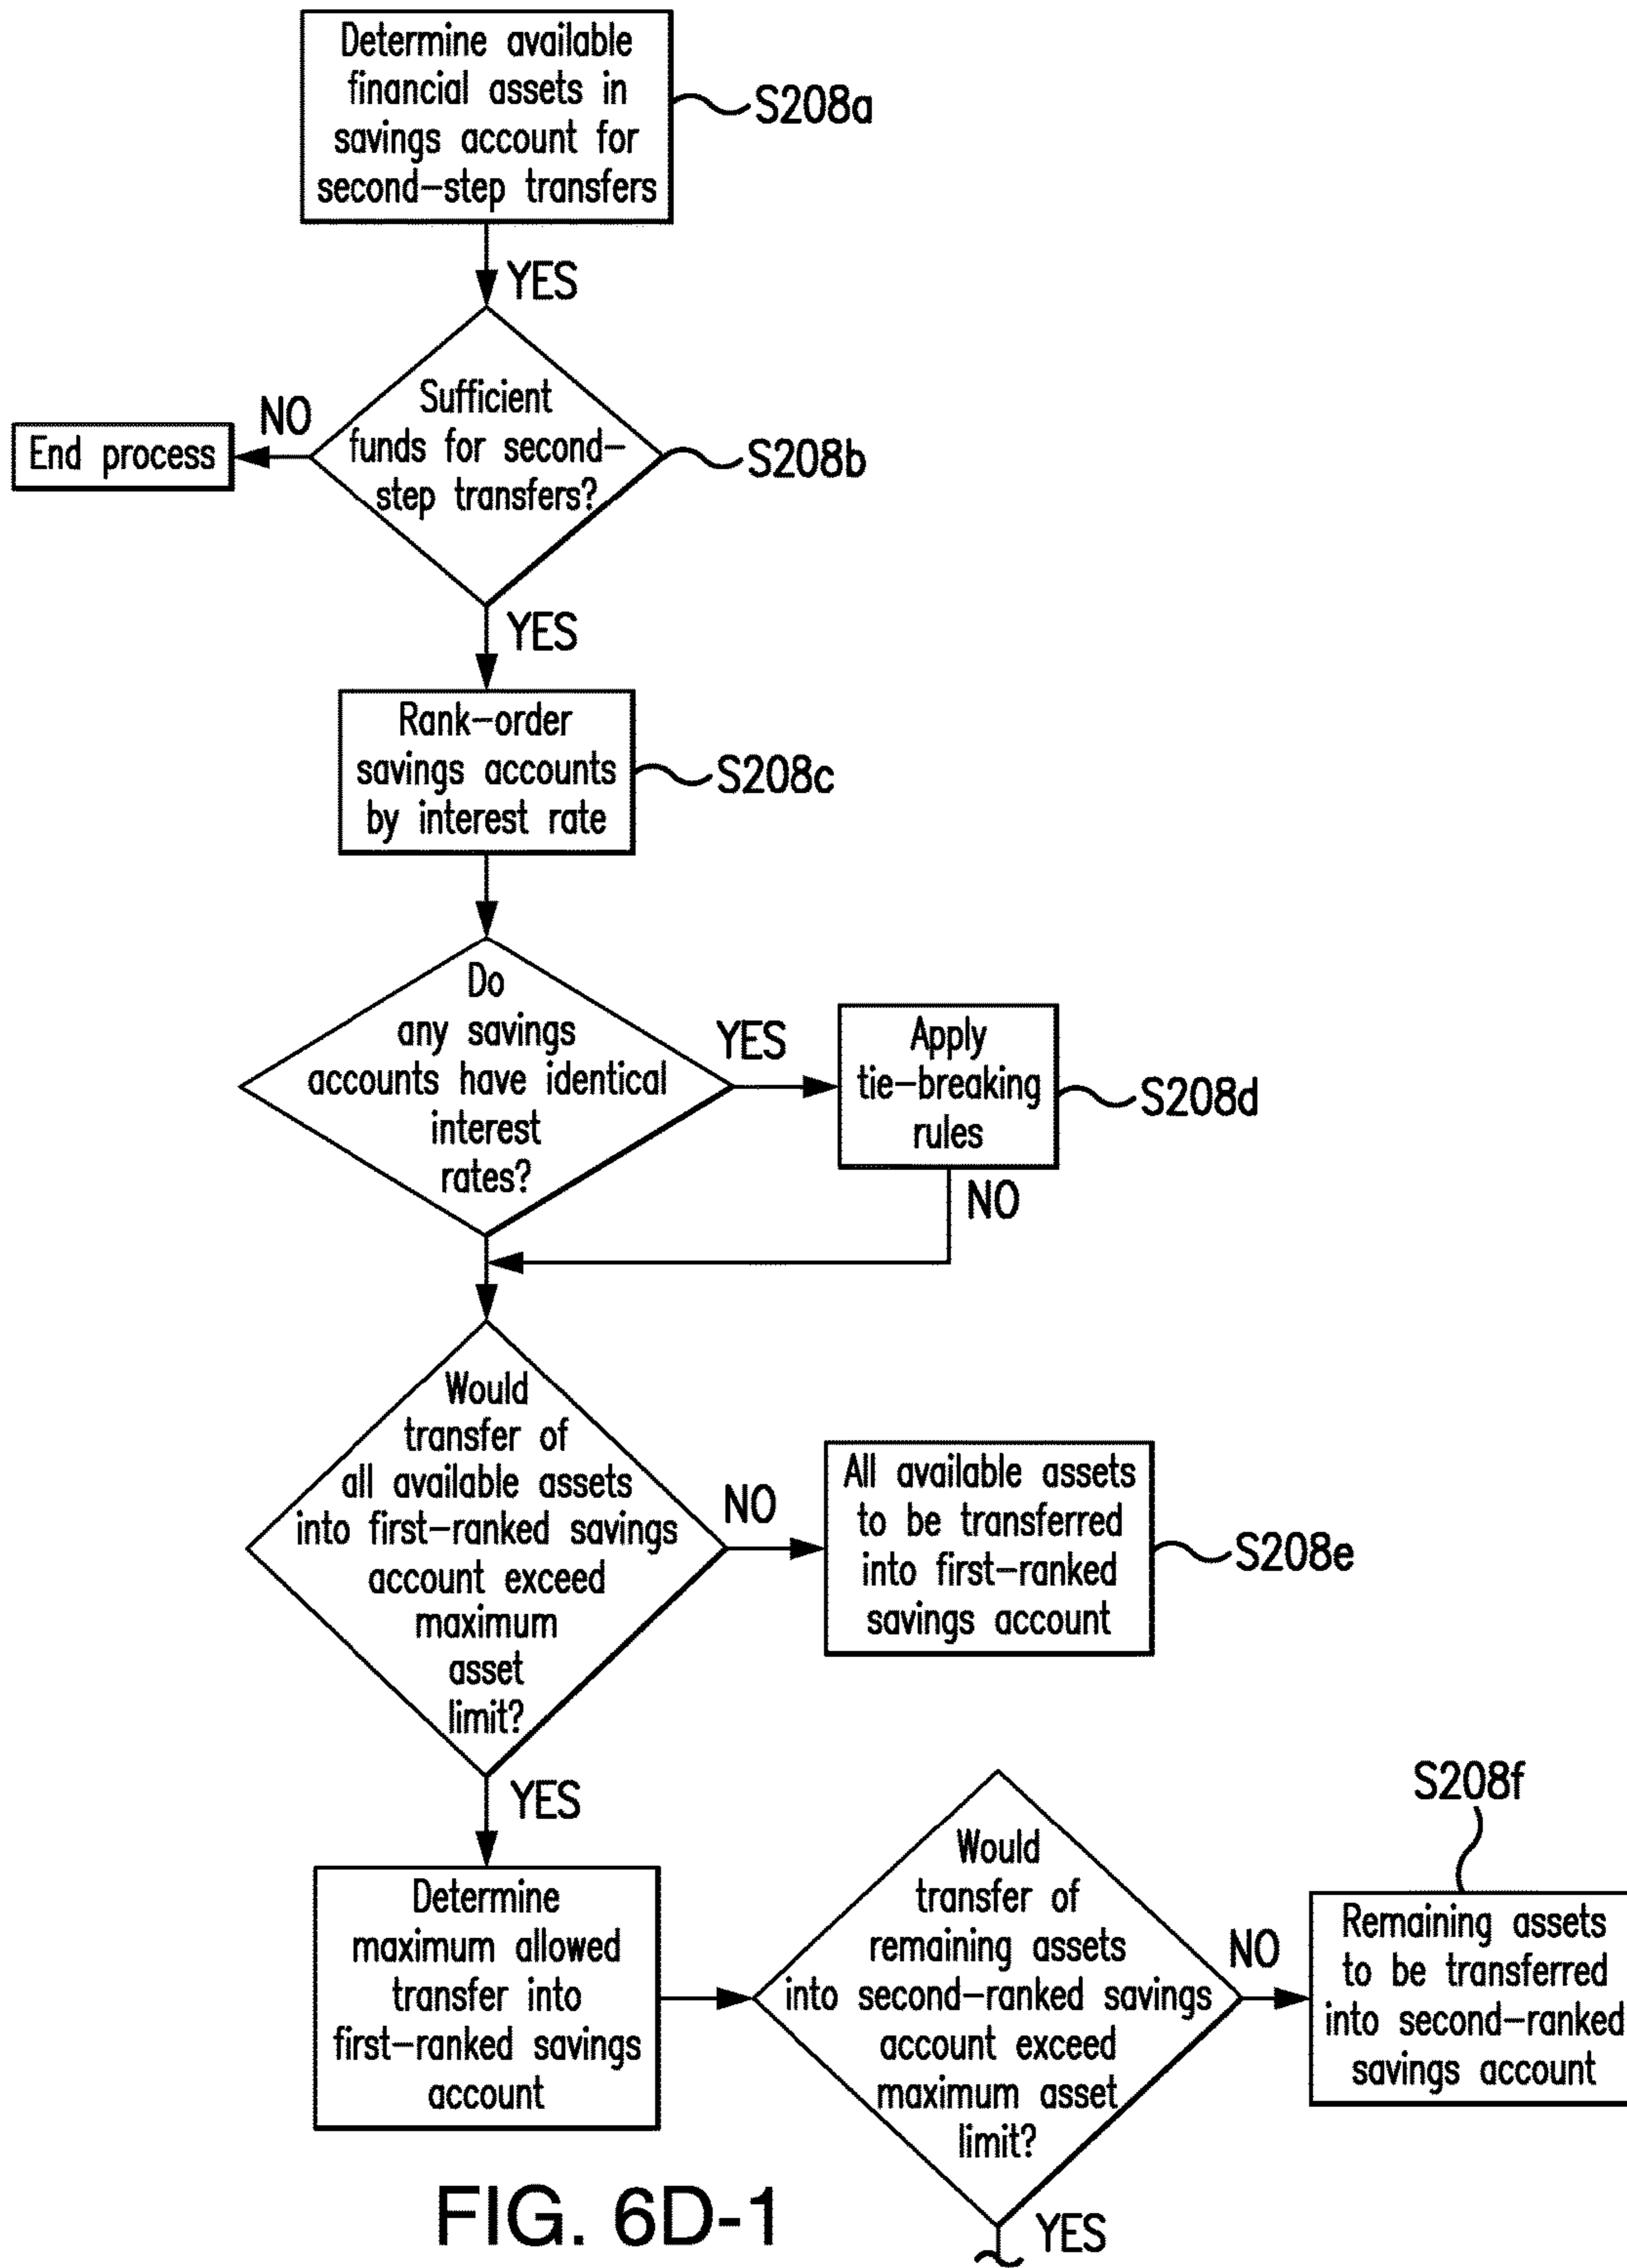 Determine available
financial assets in
savings account for
second-step transfers
S208a
YES
Sufficient
funds for second-
step transfers?
S208b
NO
End process
YES
Rank-order
savings accounts
by interest rate
S208c
Do
any savings
accounts have identical
interest
rates?
YES
Apply
tie-breaking
rules
S208d
NO
Would
transfer of
all available assets
into first-ranked savings
account exceed
maximum
asset
limit?
NO
All available assets
to be transferred
into first-ranked
savings account
S208e
YES
Determine
maximum allowed
transfer into
first-ranked savings
account
Would
transfer of
remaining assets
into second-ranked savings
account exceed
maximum asset
limit?
NO
S208f
Remaining assets
to be transferred
into second-ranked
savings account
YES
FIG. 6D-1